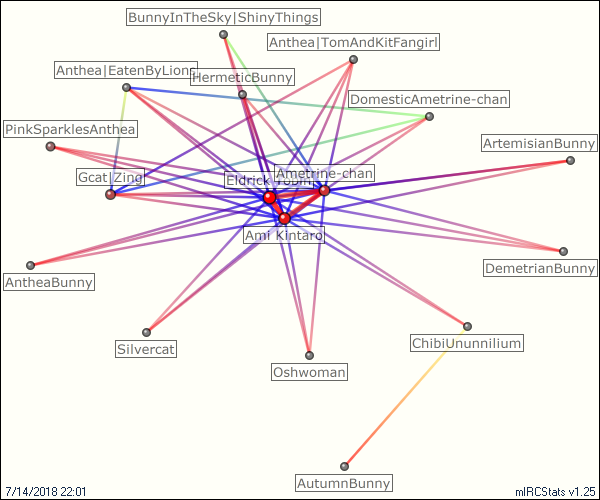 BunnyInTheSky|ShinyThings
Anthea|TomAndKitFangirl
Anthea|EatenByLions
HermeticBunny
DomesticAmetrine-chan
PinkSparklesAnthea
ArtemisianBunny
Ametrine-chan
Gcat|Zing
Eldrick
Ami Kintaro
DemetrianBunny
AntheaBunny
ChibiUnunnilium
Silvercat
Oshwoman
AutumnBunny
7/14/2018 22:01
mIRCStats v1.25